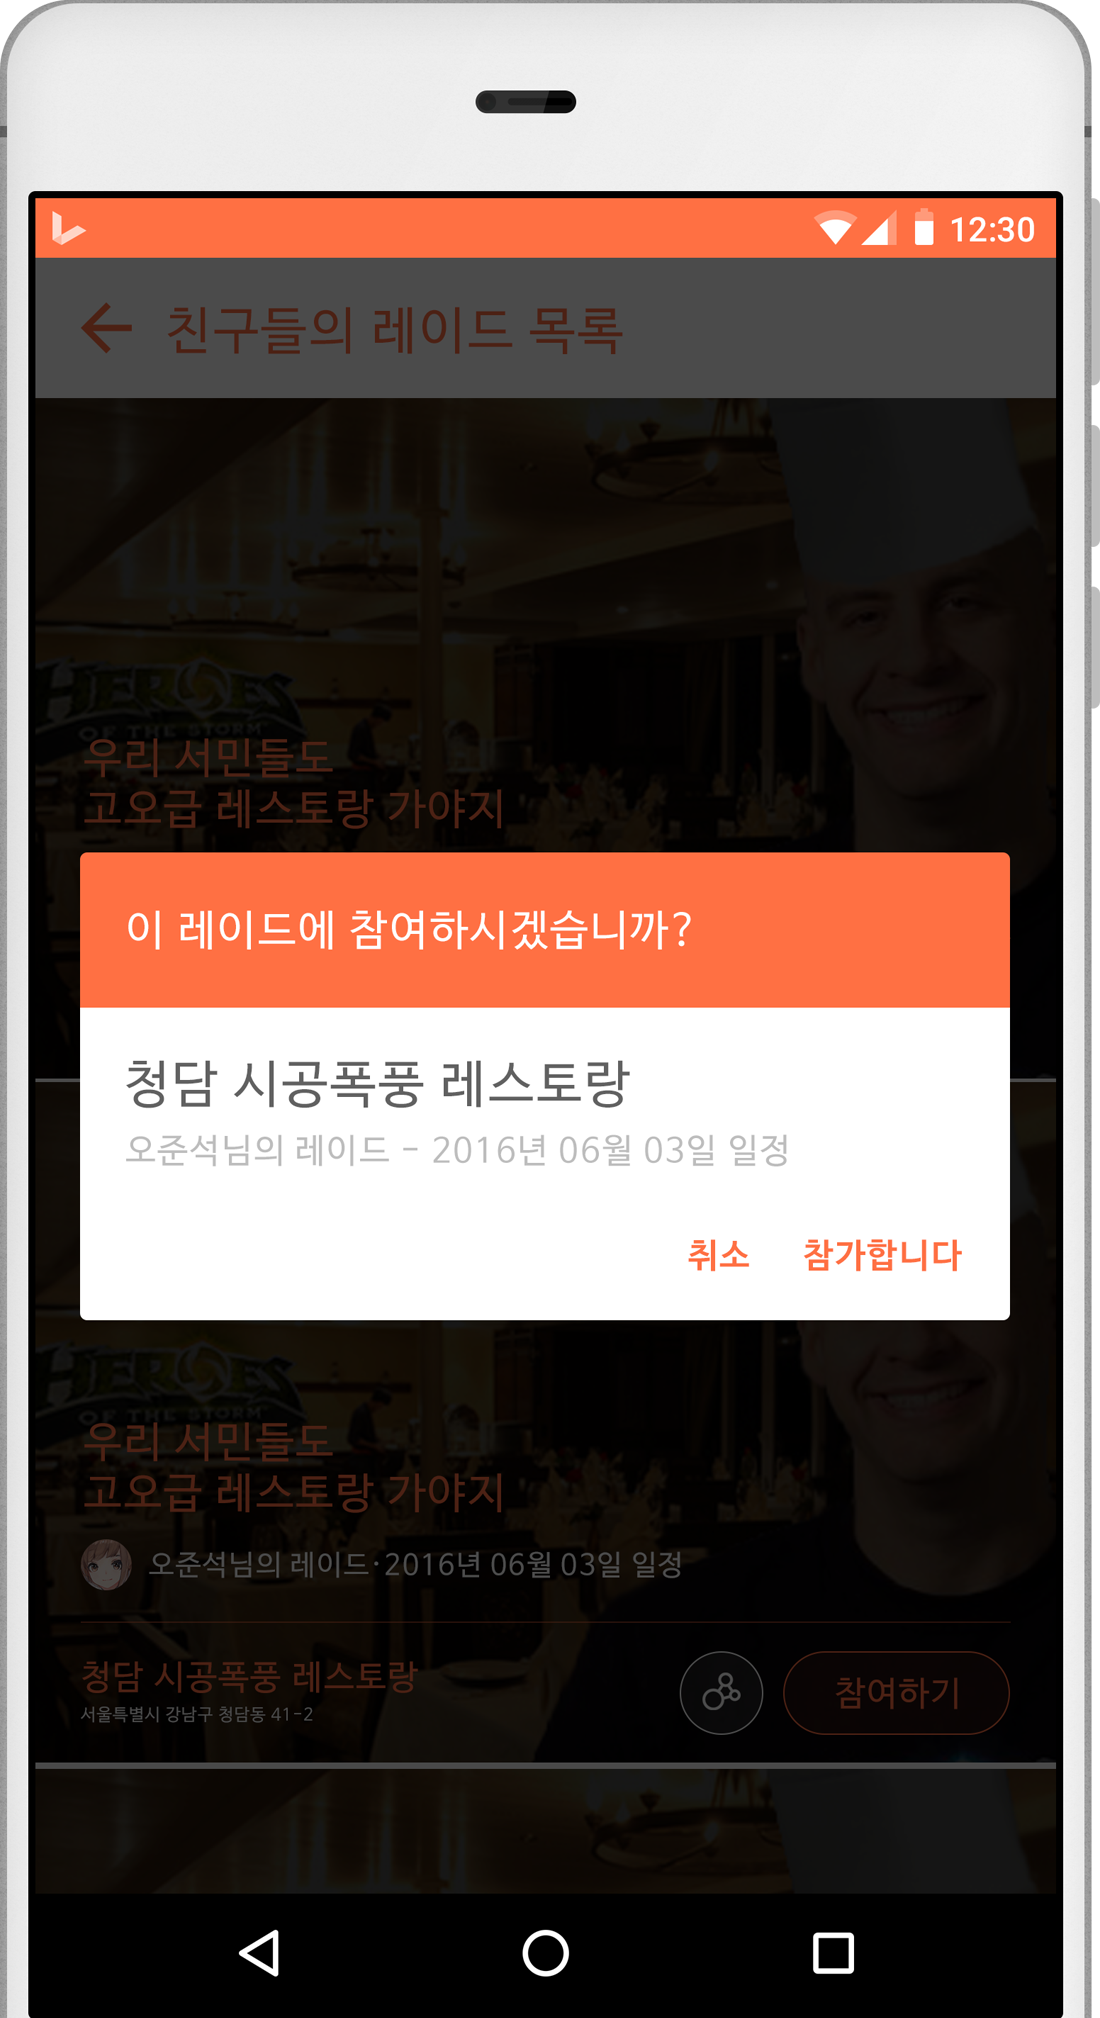 12:30
친구들의 레이드 목록
HEROES
OF THE STORM
우리 서민들도
고오급 레스토랑 가야지
이 레이드에 참여하시겠습니까?
청담 시공폭풍 레스토랑
오준석님의 레이드 - 2016년 06월 03일 일정
취소 참가합니다
HEROES
OF THE STORM
우리 서민들도
고오급 레스토랑 가야지
오준석님의 레이드·2016년 06월 03일 일정
청담 시공폭풍 레스토랑
서울특별시 강남구 청담동 41-2
참여하기